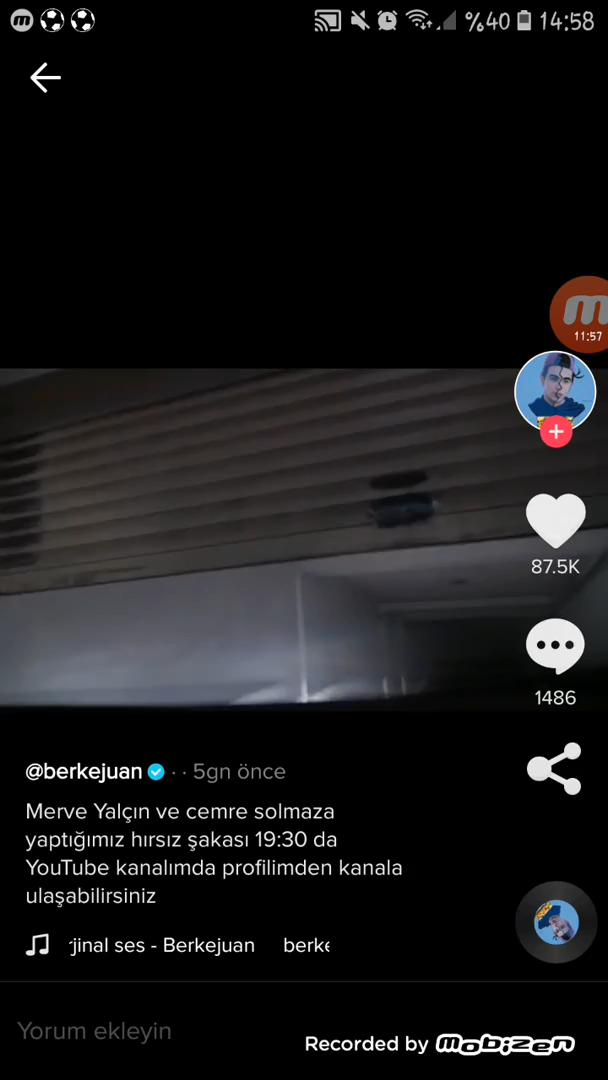 %40 14:58
11:57
87.5K
1486
@berkejuan · · 5gn önce
Merve Yalçın ve cemre solmaza
yaptığımız hırsız şakası 19:30 da
YouTube kanalımda profilimden kanala
ulaşabilirsiniz
jinal ses - Berkejuan berke
Yorum ekleyin
Recorded by mobizen